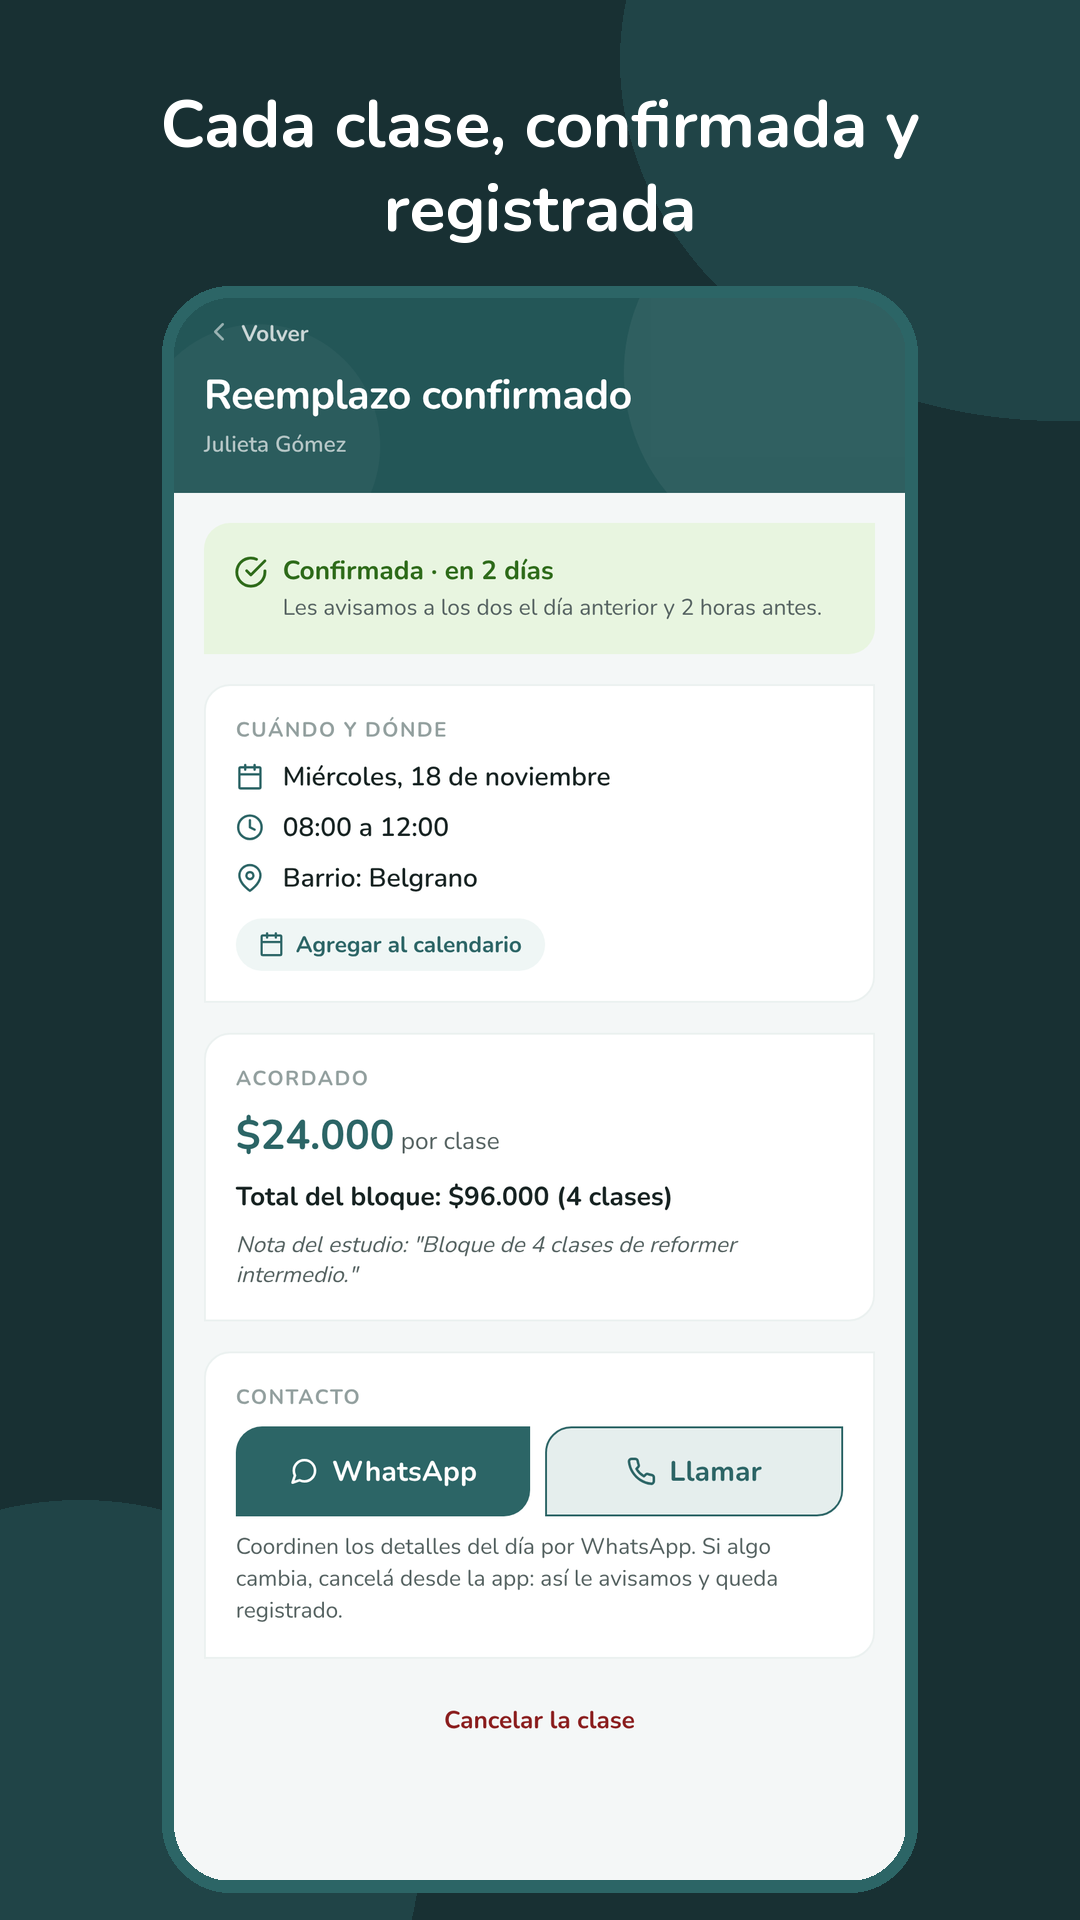 Cada clase, confirmada y
registrada
Volver
Reemplazo confirmado
Julieta Gómez
Confirmada · en 2 días
Les avisamos a los dos el día anterior y 2 horas antes.
CUÁNDO Y DÓNDE
Miércoles, 18 de noviembre
08:00 a 12:00
Barrio: Belgrano
Agregar al calendario
ACORDADO
$24.000 por clase
Total del bloque: $96.000 (4 clases)
Nota del estudio: "Bloque de 4 clases de reformer
intermedio."
CONTACTO
WhatsApp
Llamar
Coordinen los detalles del día por WhatsApp. Si algo
cambia, cancelá desde la app: así le avisamos y queda
registrado.
Cancelar la clase